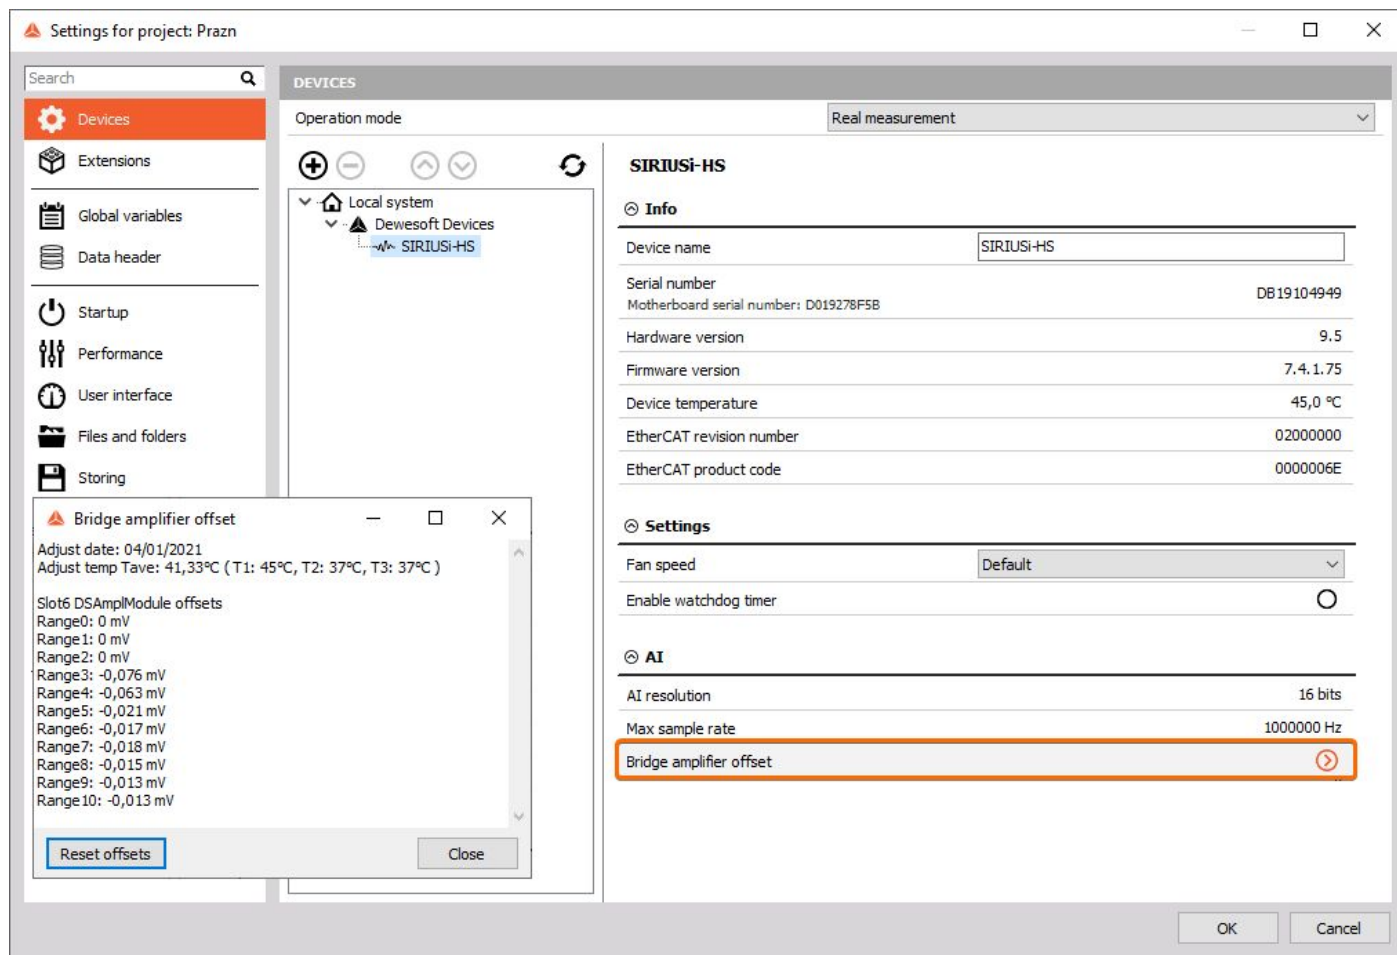 Settings for project: Prazn
Search
DEVICES
Devices
Extensions
Global variables
Data header
Startup
Performance
User interface
Files and folders
Storing
Operation mode
Real measurement
Local system
Dewesoft Devices
SIRIUSi-HS
SIRIUSi-HS
Info
Device name
SIRIUSi-HS
Serial number
Motherboard serial number: D019278F5B
DB19104949
Hardware version
9.5
Firmware version
7.4.1.75
Device temperature
45,0 °C
EtherCAT revision number
02000000
EtherCAT product code
0000006E
Settings
Fan speed
Default
Enable watchdog timer
AI
AI resolution
16 bits
Max sample rate
1000000 Hz
Bridge amplifier offset
Bridge amplifier offset
Adjust date: 04/01/2021
Adjust temp Tave: 41,33°C ( T1: 45°C, T2: 37°C, T3: 37°C )
Slot6 DSAmplModule offsets
Range0: 0 mV
Range1: 0 mV
Range2: 0 mV
Range3: -0,076 mV
Range4: -0,063 mV
Range5: -0,021 mV
Range6: -0,017 mV
Range7: -0,018 mV
Range8: -0,015 mV
Range9: -0,013 mV
Range10: -0,013 mV
Reset offsets
Close
OK
Cancel